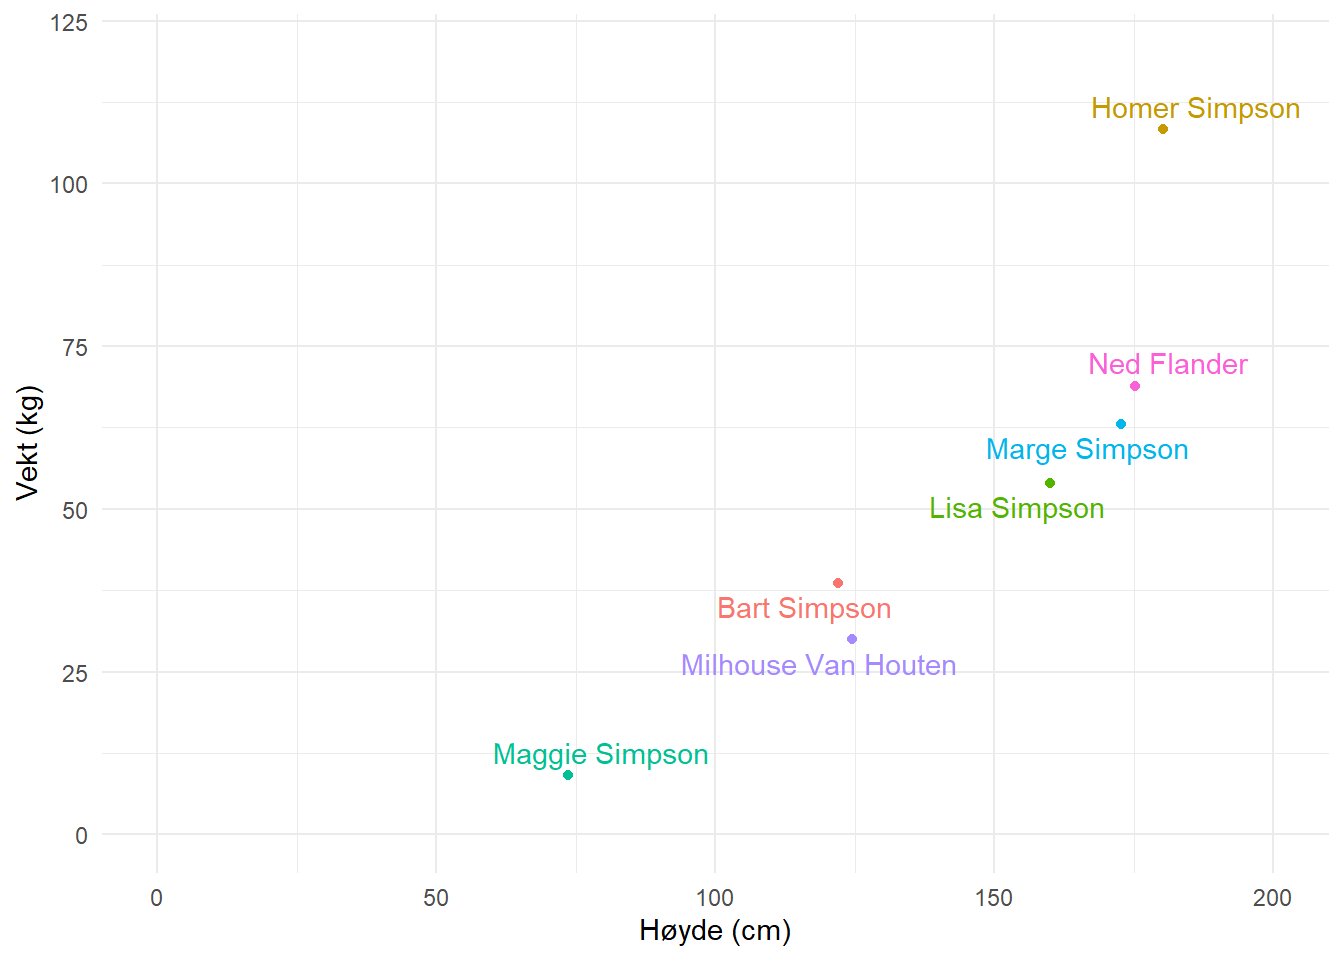 125
Homer Simpson
100
75
Ned Flander
Vekt (kg)
Marge Simpson
50
Lisa Simpson
Bart Simpson
Milhouse Van Houten
25
Maggie Simpson
0
0 50 100 150 200
Høyde (cm)